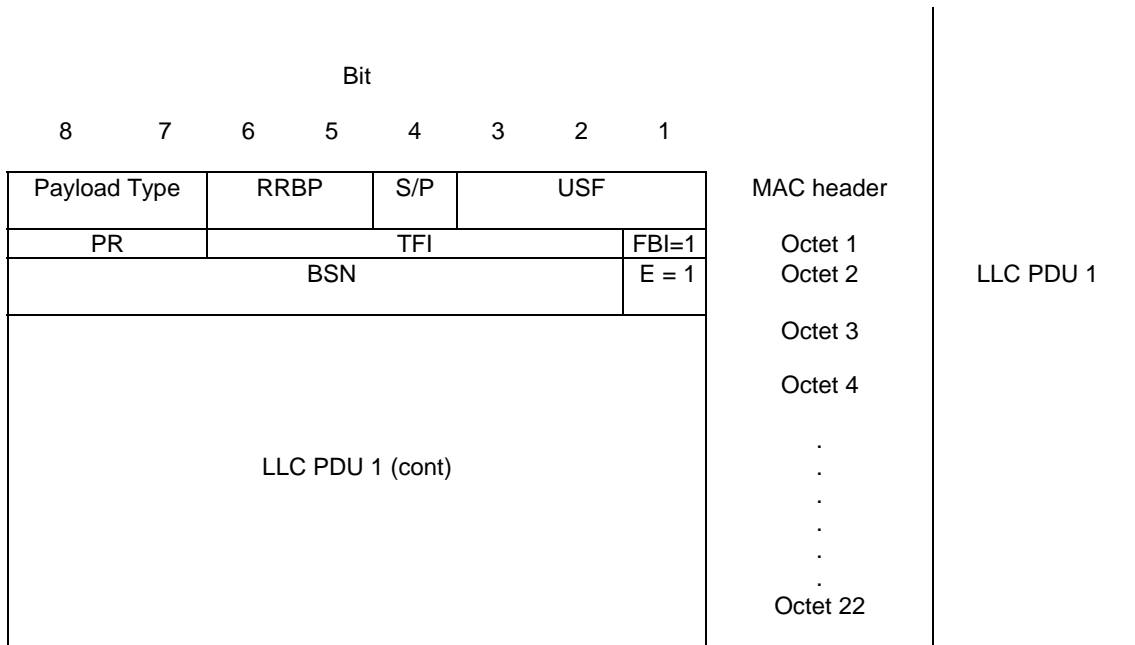 Bit
8 7 6 5 4 3 2 1
Payload Type RRBP S/P USF MAC header
PR TFI FBI=1 Octet 1
BSN E = 1 Octet 2 LLC PDU 1
Octet 3
Octet 4
.
.
LLC PDU 1 (cont)
.
.
.
.
Octet 22